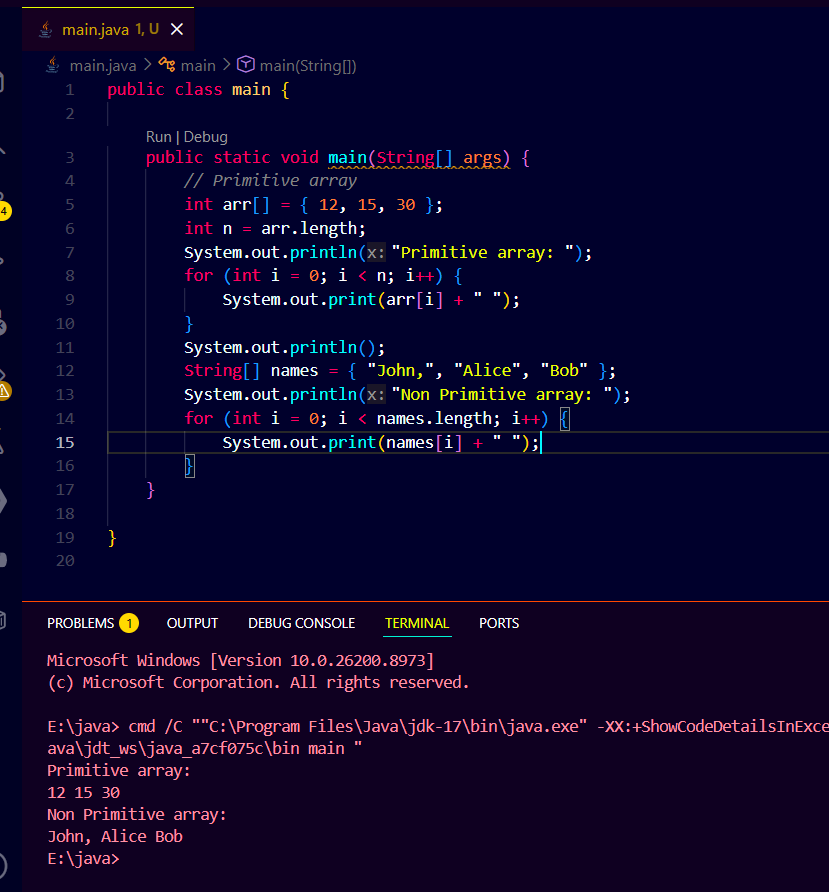 main.java 1, U
main.java > main > main(String[])
1 public class main {
2
Run | Debug
3 public static void main(String[] args) {
4 // Primitive array
5 int arr[] = { 12, 15, 30 };
6 int n = arr.length;
7 System.out.println(x: "Primitive array: ");
8 for (int i = 0; i < n; i++) {
9 System.out.print(arr[i] + " ");
10 }
11 System.out.println();
12 String[] names = { "John,", "Alice", "Bob" };
13 System.out.println(x: "Non Primitive array: ");
14 for (int i = 0; i < names.length; i++) {
15 System.out.print(names[i] + " ");
16 }
17 }
18
19 }
20
4
PROBLEMS 1 OUTPUT DEBUG CONSOLE TERMINAL PORTS
Microsoft Windows [Version 10.0.26200.8973]
(c) Microsoft Corporation. All rights reserved.
E:\java> cmd /C ""C:\Program Files\Java\jdk-17\bin\java.exe" -XX:+ShowCodeDetailsInExce
ava\jdt_ws\java_a7cf075c\bin main "
Primitive array:
12 15 30
Non Primitive array:
John, Alice Bob
E:\java>